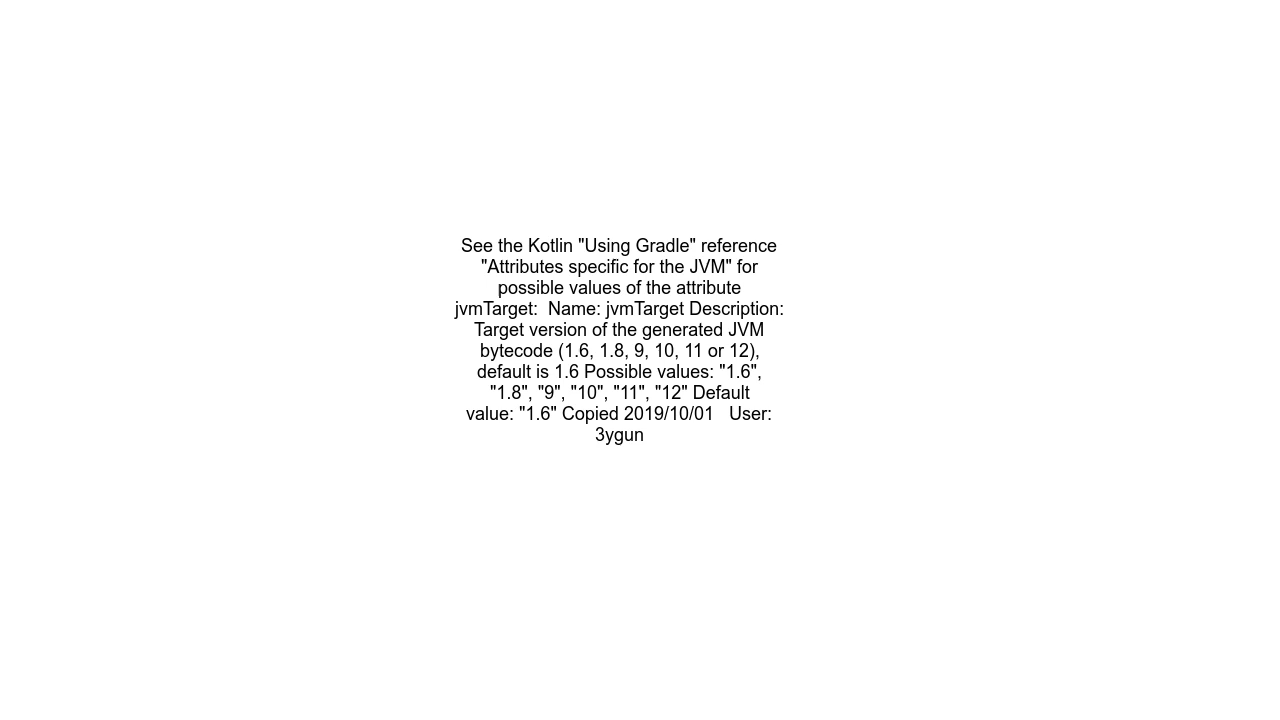 See the Kotlin "Using Gradle" reference
"Attributes specific for the JVM" for
possible values of the attribute
jvmTarget:  Name: jvmTarget Description:
Target version of the generated JVM
bytecode (1.6, 1.8, 9, 10, 11 or 12),
default is 1.6 Possible values: "1.6",
"1.8", "9", "10", "11", "12" Default
value: "1.6" Copied 2019/10/01   User:
3ygun